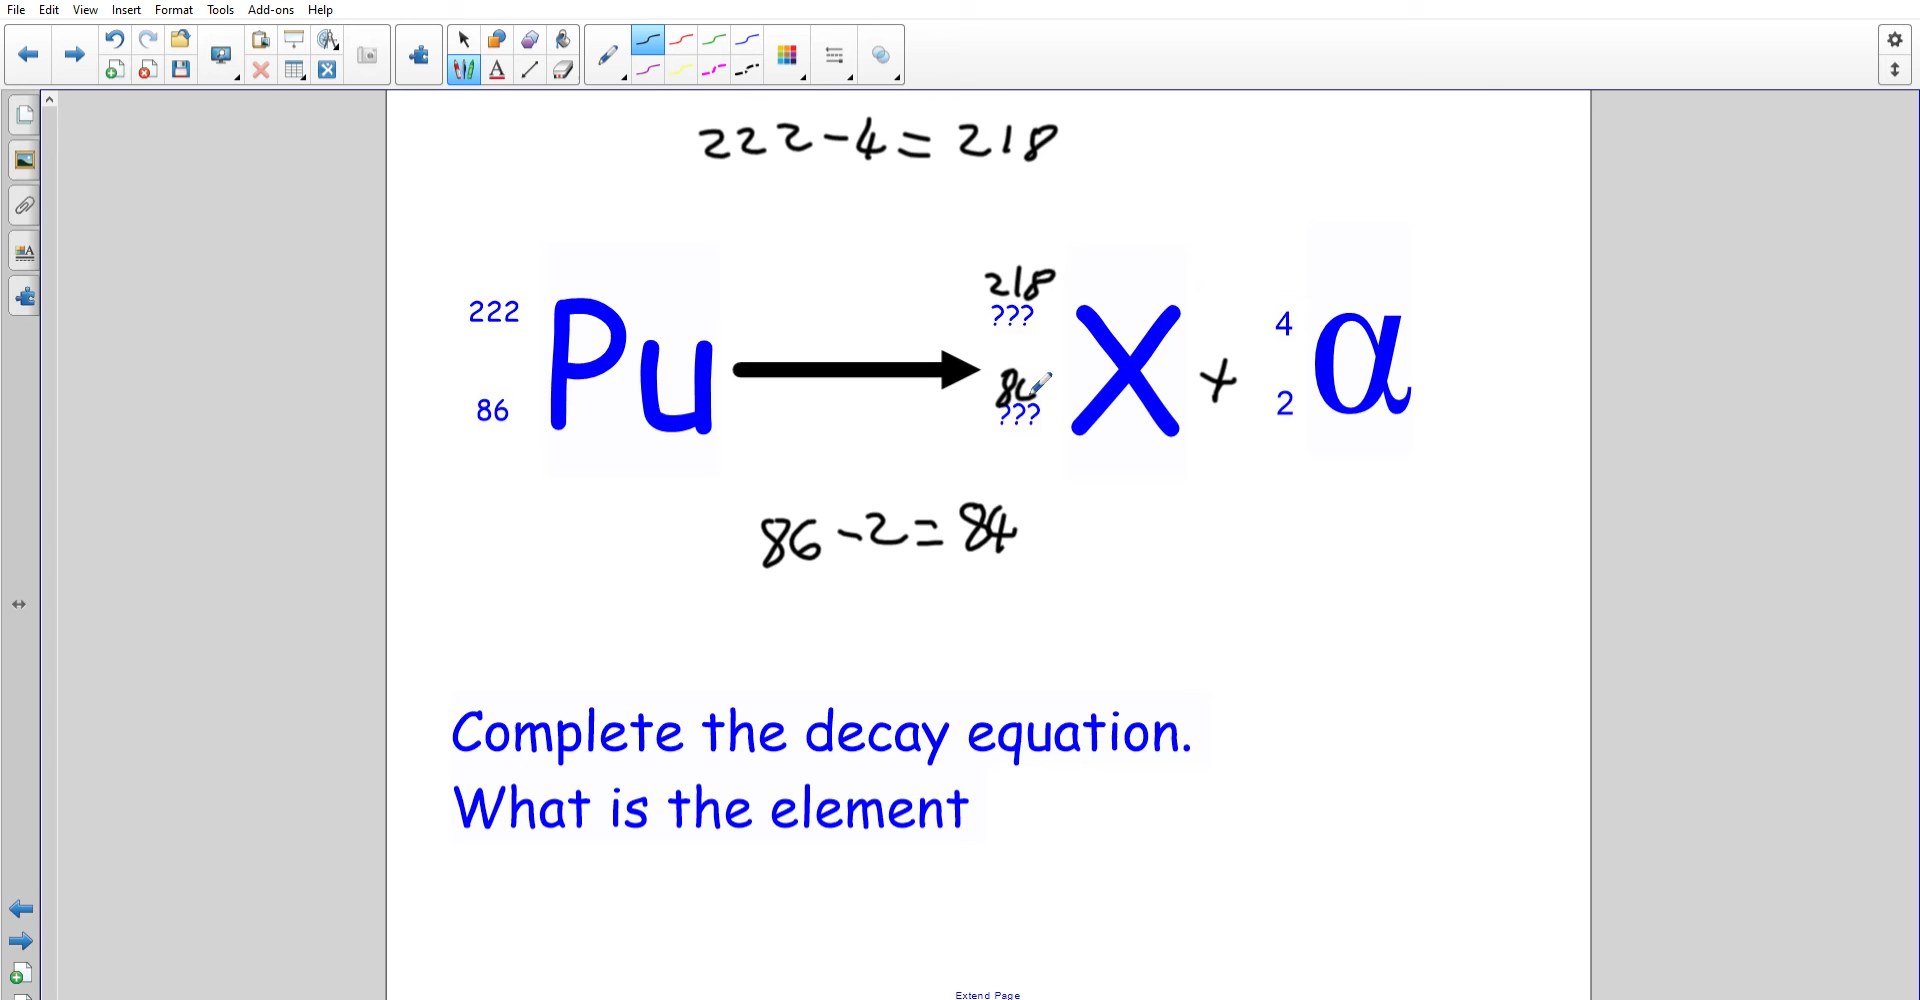 File Edit View Insert Format Tools Add-ons Help
222-4=218
218
222 Pu ??? X + 4 α
86 ??? 2
86-2=84
Complete the decay equation.
What is the element
Extend Page